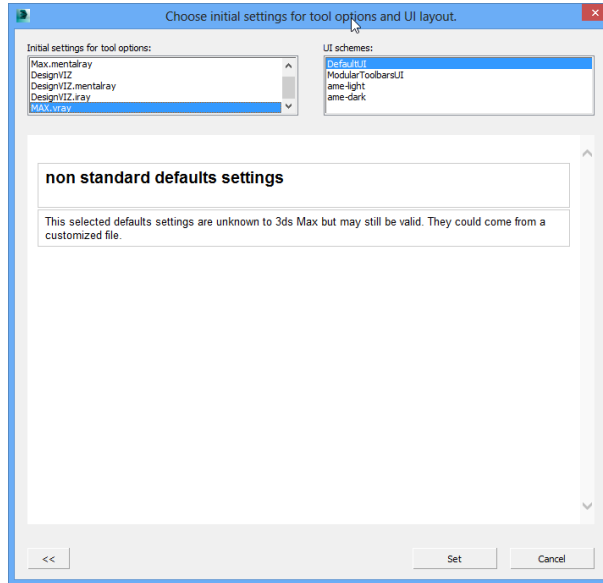 Choose initial settings for tool options and UI layout.
Initial settings for tool options:
Max.mentalray
DesignVIZ
DesignVIZ.mentalray
DesignVIZ.iray
MAX.vray
UI schemes:
DefaultUI
ModularToolbarsUI
ame-light
ame-dark
non standard defaults settings
This selected defaults settings are unknown to 3ds Max but may still be valid. They could come from a
customized file.
<<
Set
Cancel